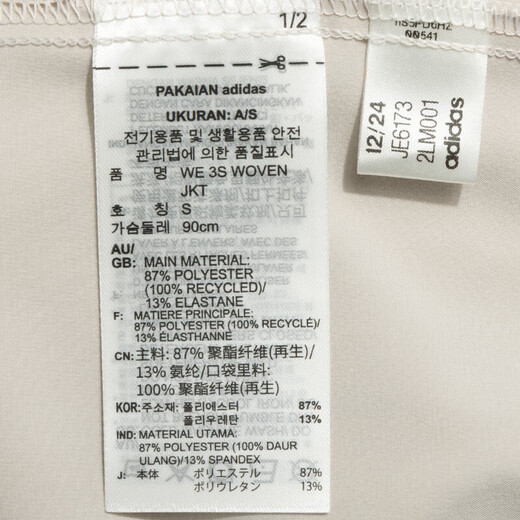 1/2
PAKAIAN adidas
UKURAN: A/S
전기용품 및 생활용품 안전
관리법에 의한 품질표시
품 명 WE 3S WOVEN
JKT
호 칭 S
가슴둘레 90cm
AU/
GB: MAIN MATERIAL:
87% POLYESTER
(100% RECYCLED)/
13% ELASTANE
F: MATIERE PRINCIPALE:
87% POLYESTER (100% RECYCLÉ)/
13% ÉLASTHANNE
CN: 主料: 87% 聚酯纤维(再生)/
13% 氨纶/口袋里料:
100% 聚酯纤维(再生)
KOR: 주소재: 폴리에스터 87%
폴리우레탄 13%
IND: MATERIAL UTAMA:
87% POLYESTER (100% DAUR
ULANG)/13% SPANDEX
J: 本体 ポリエステル 87%
ポリウレタン 13%
00541
12/24
JE6173
2LM001
adidas